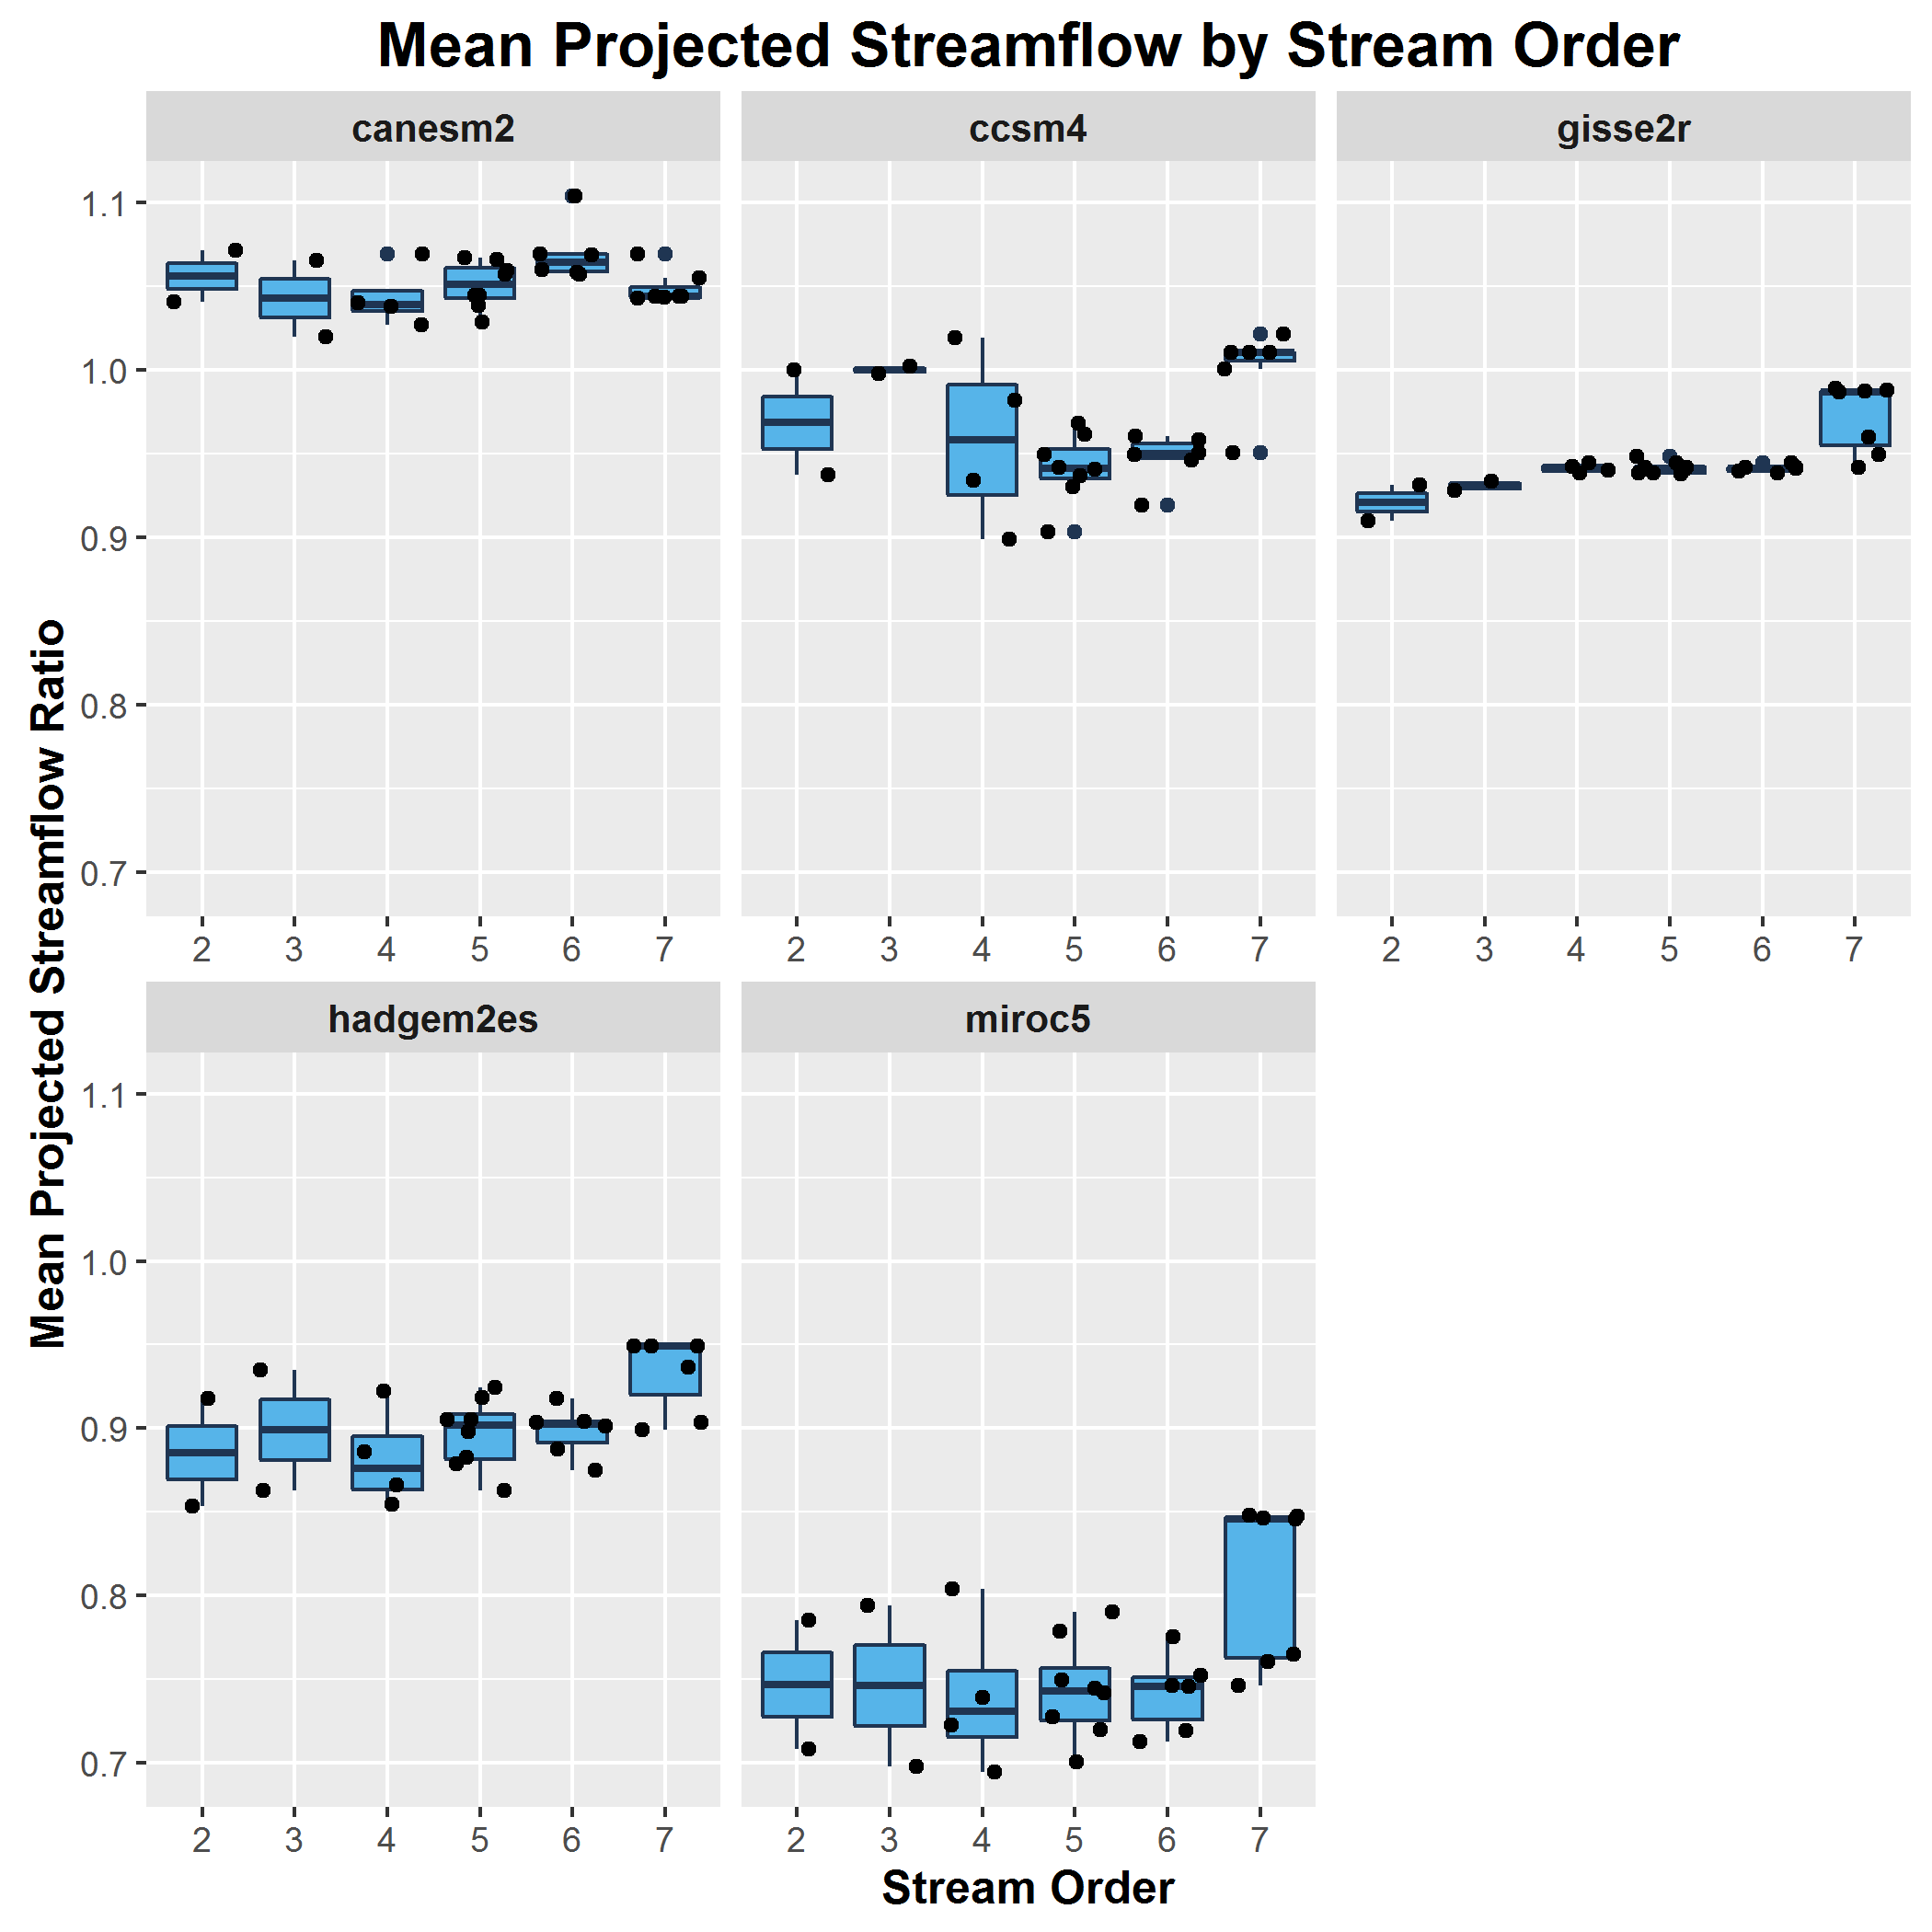 Mean Projected Streamflow by Stream Order
canesm2
ccsm4
gisse2r
1.1
1.0
0.9
0.8
0.7
2 3 4 5 6 7
2 3 4 5 6 7
2 3 4 5 6 7
Mean Projected Streamflow Ratio
hadgem2es
miroc5
1.1
1.0
0.9
0.8
0.7
2 3 4 5 6 7
2 3 4 5 6 7
Stream Order